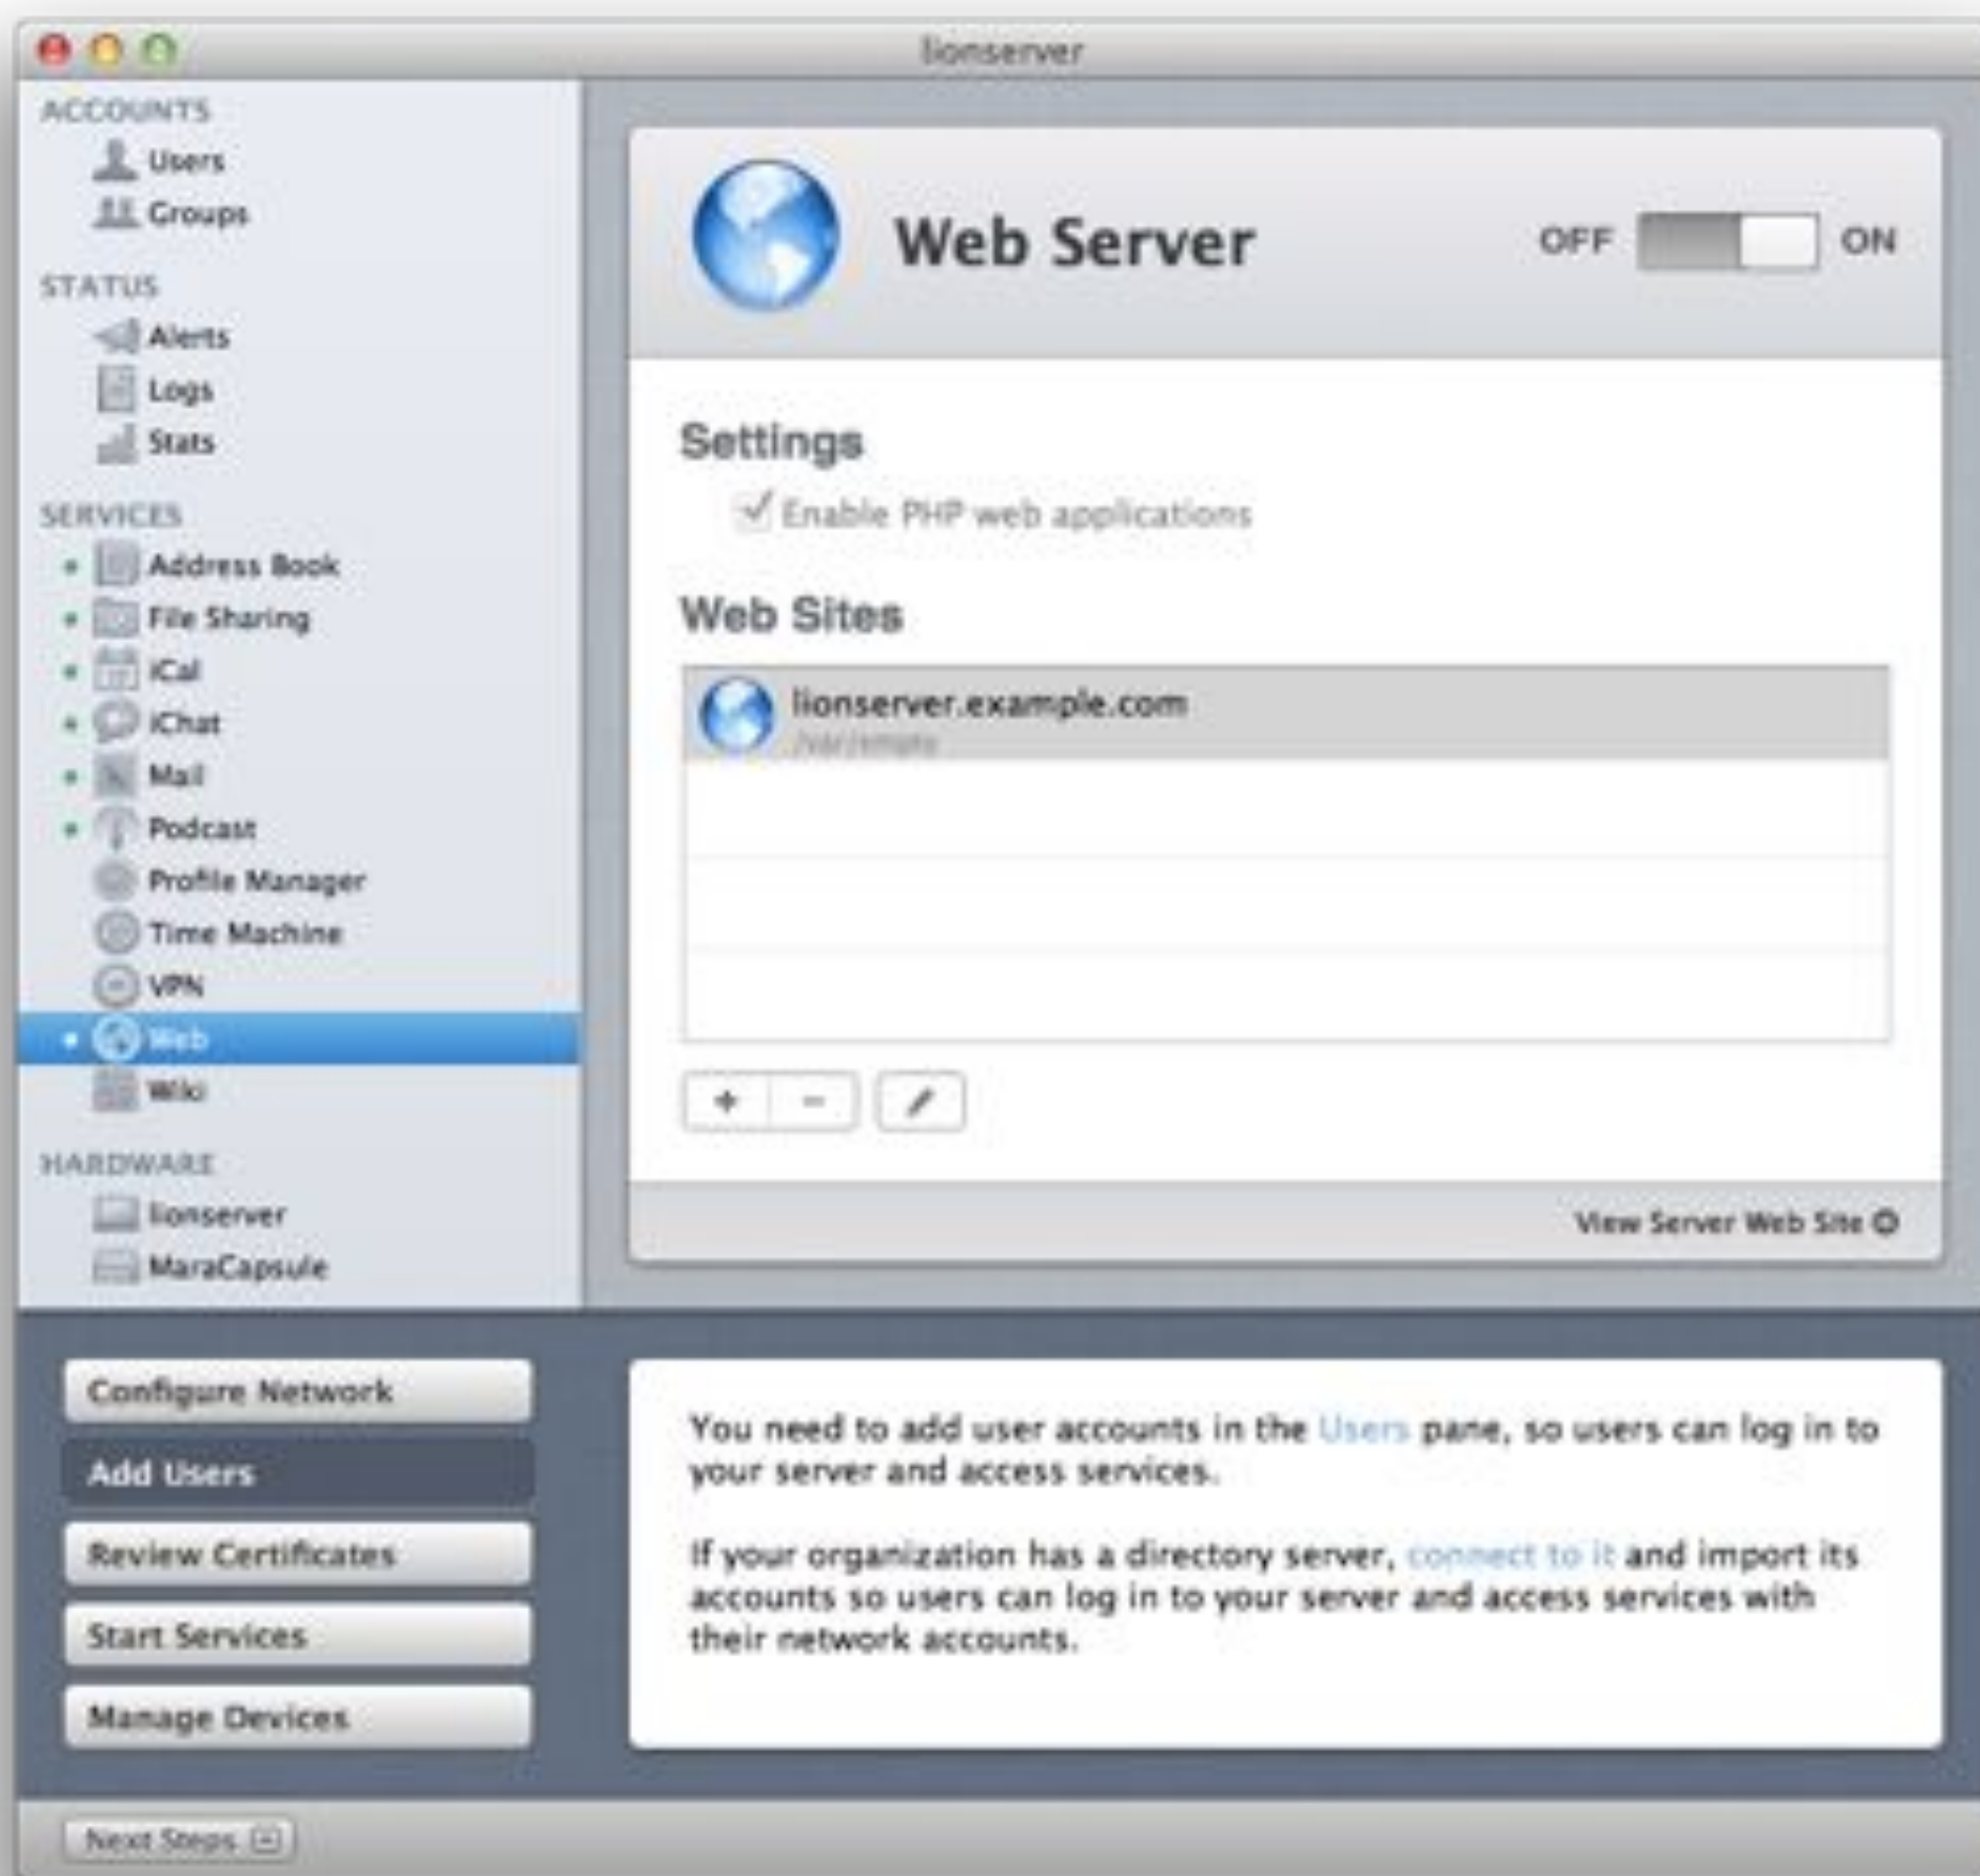 lionserver
ACCOUNTS
Users
Groups
STATUS
Alerts
Logs
Stats
SERVICES
Address Book
File Sharing
iCal
iChat
Mail
Podcast
Profile Manager
Time Machine
VPN
Web
Wiki
HARDWARE
lionserver
MaraCapsule
Web Server
OFF ON
Settings
Enable PHP web applications
Web Sites
lionserver.example.com
/var/empty
View Server Web Site
Configure Network
Add Users
Review Certificates
Start Services
Manage Devices
You need to add user accounts in the Users pane, so users can log in to
your server and access services.
If your organization has a directory server, connect to it and import its
accounts so users can log in to your server and access services with
their network accounts.
Next Steps